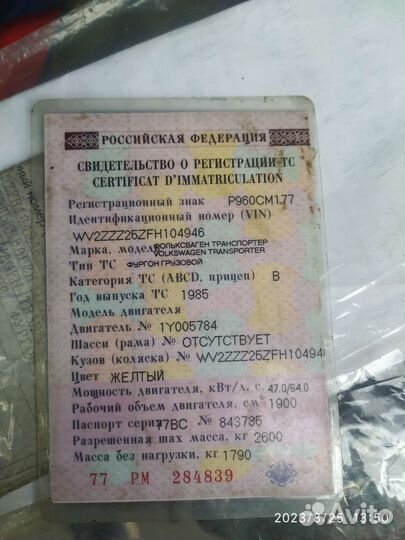 РОССИЙСКАЯ ФЕДЕРАЦИЯ
СВИДЕТЕЛЬСТВО О РЕГИСТРАЦИИ ТС
CERTIFICAT D'IMMATRICULATION
Регистрационный знак Р960СМ177
Идентификационный номер (VIN)
WV2ZZZ25ZFH104946
Марка, модель ФОЛЬКСВАГЕН ТРАНСПОРТЕР
VOLKSWAGEN TRANSPORTER
Тип ТС ФУРГОН ГРУЗОВОЙ
Категория ТС (ABCD, прицеп) B
Год выпуска ТС 1985
Модель двигателя
Двигатель № 1Y005784
Шасси (рама) № ОТСУТСТВУЕТ
Кузов (коляска) № WV2ZZZ25ZFH104946
Цвет ЖЕЛТЫЙ
Мощность двигателя, кВт/л. с. 47.0/64.0
Рабочий объем двигателя, см³ 1900
Паспорт серия 77ВС № 843735
Разрешенная max масса, кг 2600
Масса без нагрузки, кг 1790
77 РМ 284839
2023/5/25 13:50
Avito